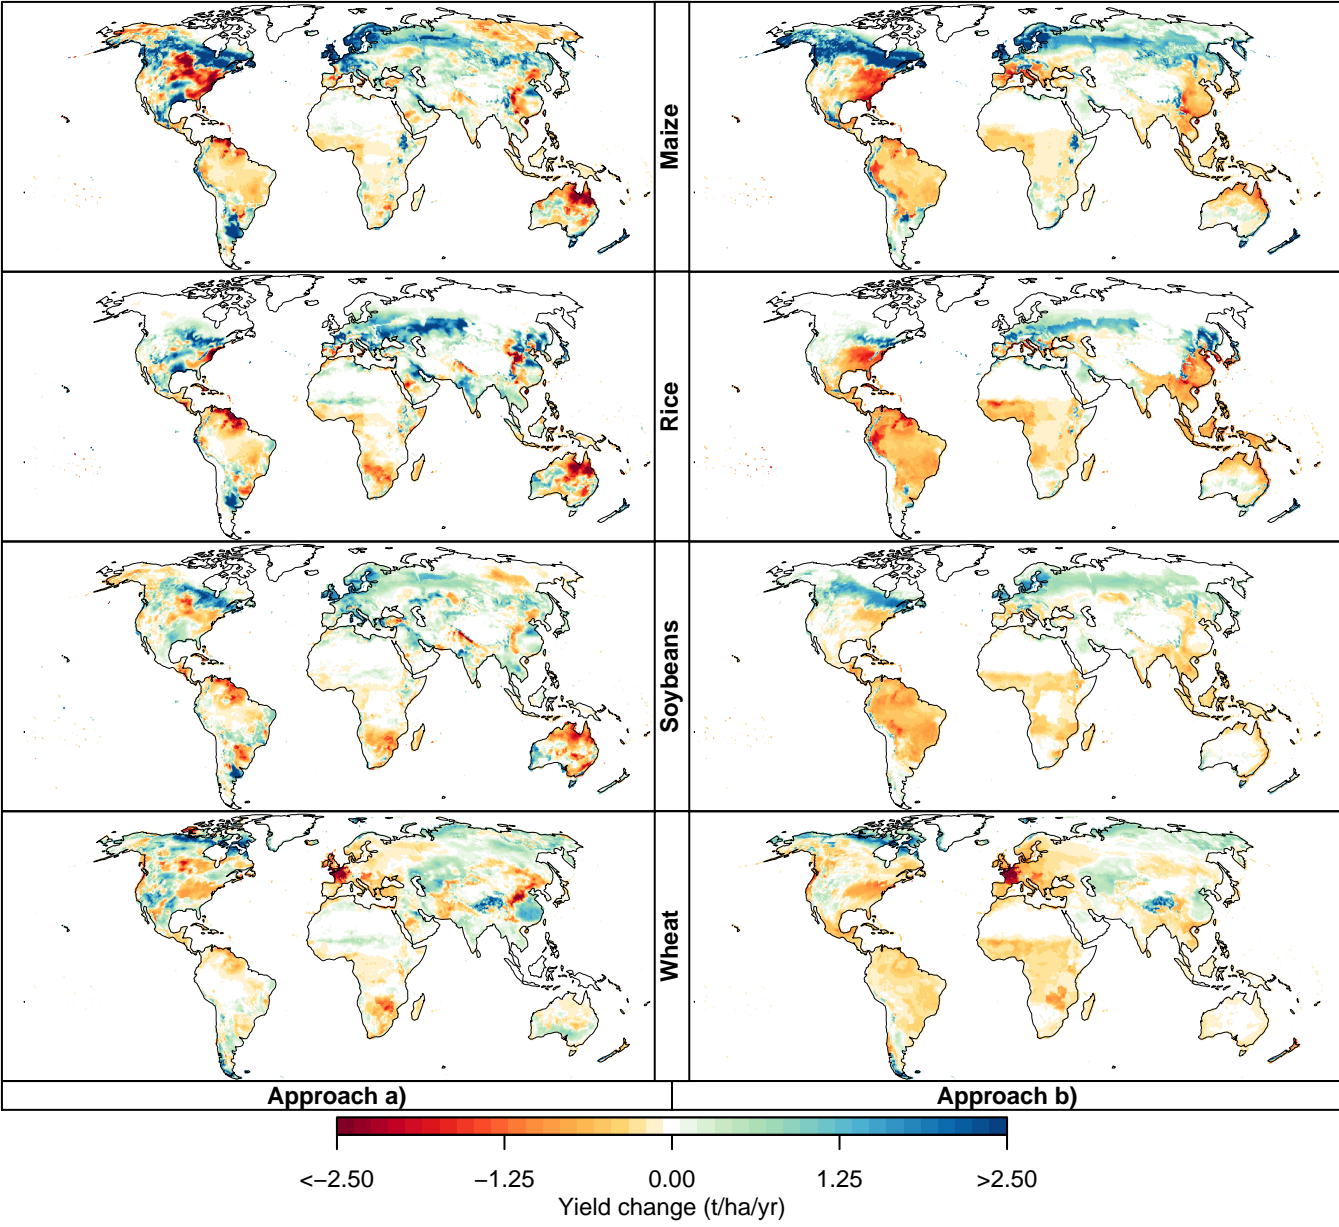 Maize
Rice
Soybeans
Wheat
Approach a)
Approach b)
<−2.50
−1.25
0.00
1.25
>2.50
Yield change (t/ha/yr)